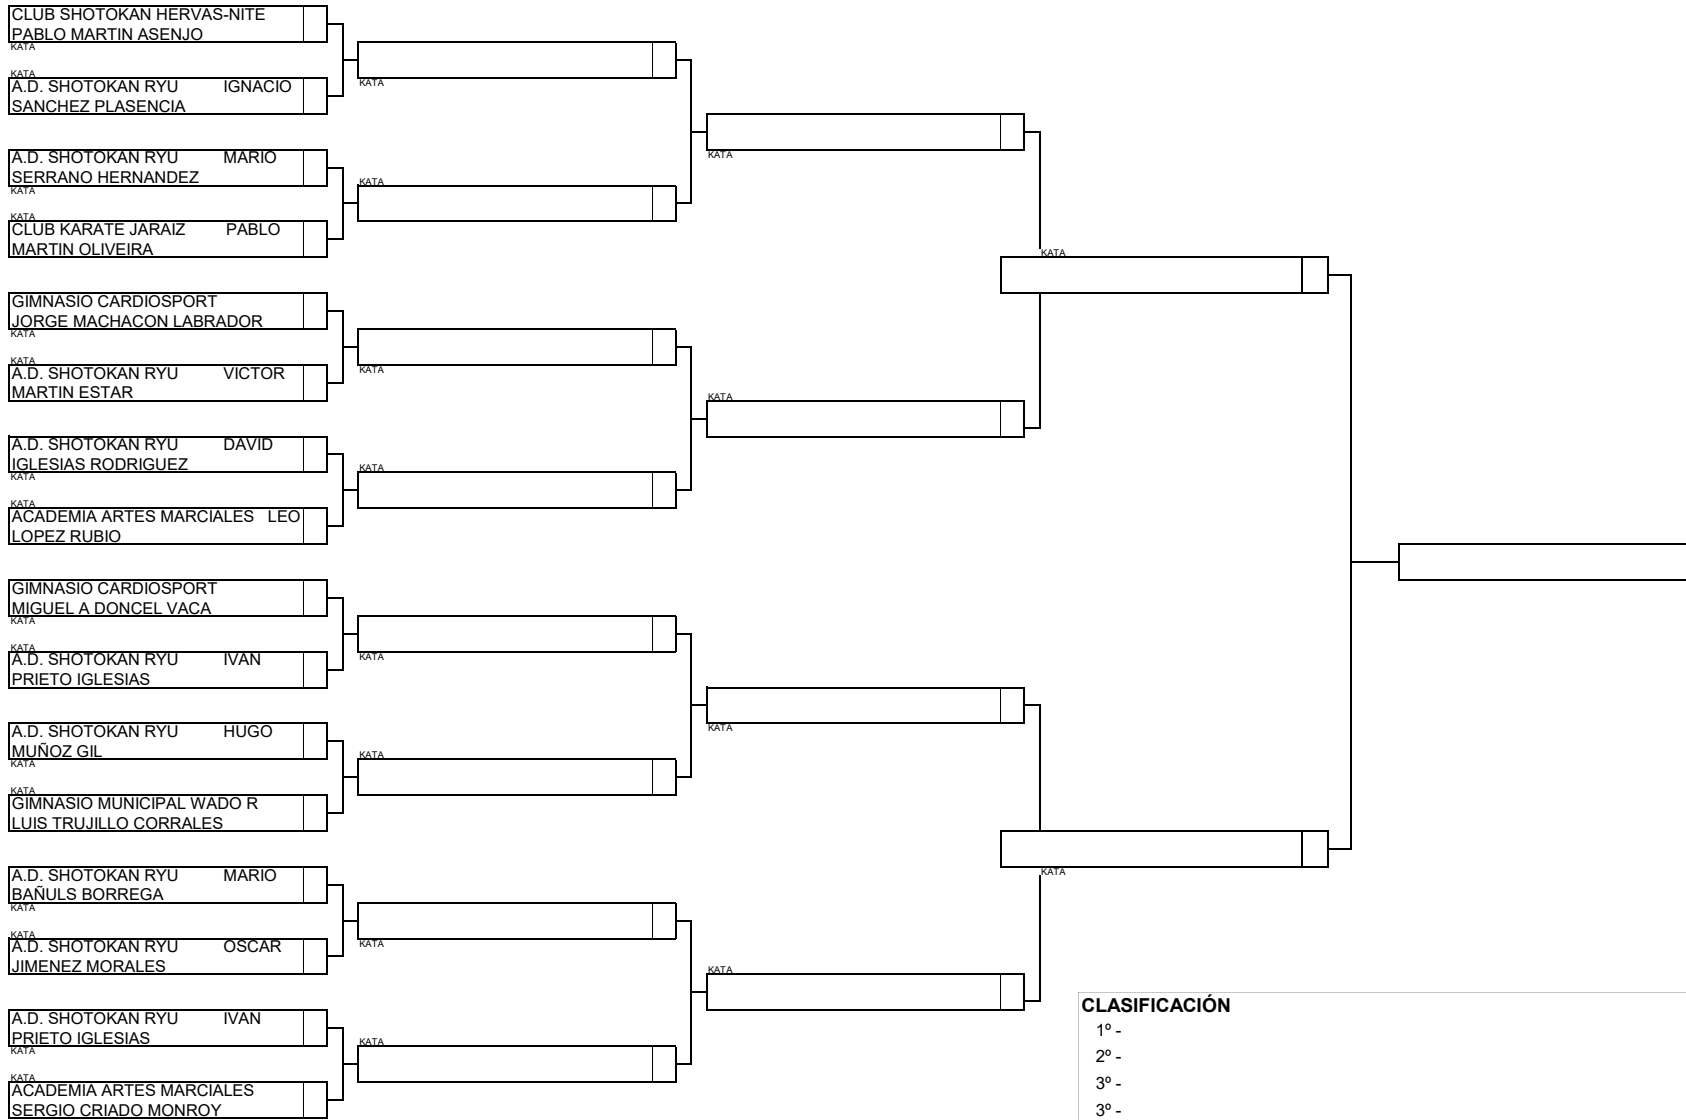 CLUB SHOTOKAN HERVAS-NITE
PABLO MARTIN ASENJO
KATA
KATA
A.D. SHOTOKAN RYU IGNACIO
SANCHEZ PLASENCIA
KATA
KATA
A.D. SHOTOKAN RYU MARIO
SERRANO HERNANDEZ
KATA
KATA
KATA
CLUB KARATE JARAIZ PABLO
MARTIN OLIVEIRA
KATA
GIMNASIO CARDIOSPORT
JORGE MACHACON LABRADOR
KATA
KATA
A.D. SHOTOKAN RYU VICTOR
MARTIN ESTAR
KATA
KATA
A.D. SHOTOKAN RYU DAVID
IGLESIAS RODRIGUEZ
KATA
KATA
KATA
ACADEMIA ARTES MARCIALES LEO
LOPEZ RUBIO
GIMNASIO CARDIOSPORT
MIGUEL A DONCEL VACA
KATA
KATA
A.D. SHOTOKAN RYU IVAN
PRIETO IGLESIAS
KATA
A.D. SHOTOKAN RYU HUGO
MUÑOZ GIL
KATA
KATA
KATA
KATA
GIMNASIO MUNICIPAL WADO R
LUIS TRUJILLO CORRALES
A.D. SHOTOKAN RYU MARIO
BAÑULS BORREGA
KATA
KATA
KATA
A.D. SHOTOKAN RYU OSCAR
JIMENEZ MORALES
KATA
KATA
A.D. SHOTOKAN RYU IVAN
PRIETO IGLESIAS
KATA
KATA
KATA
ACADEMIA ARTES MARCIALES
SERGIO CRIADO MONROY
CLASIFICACIÓN
1º -
2º -
3º -
3º -